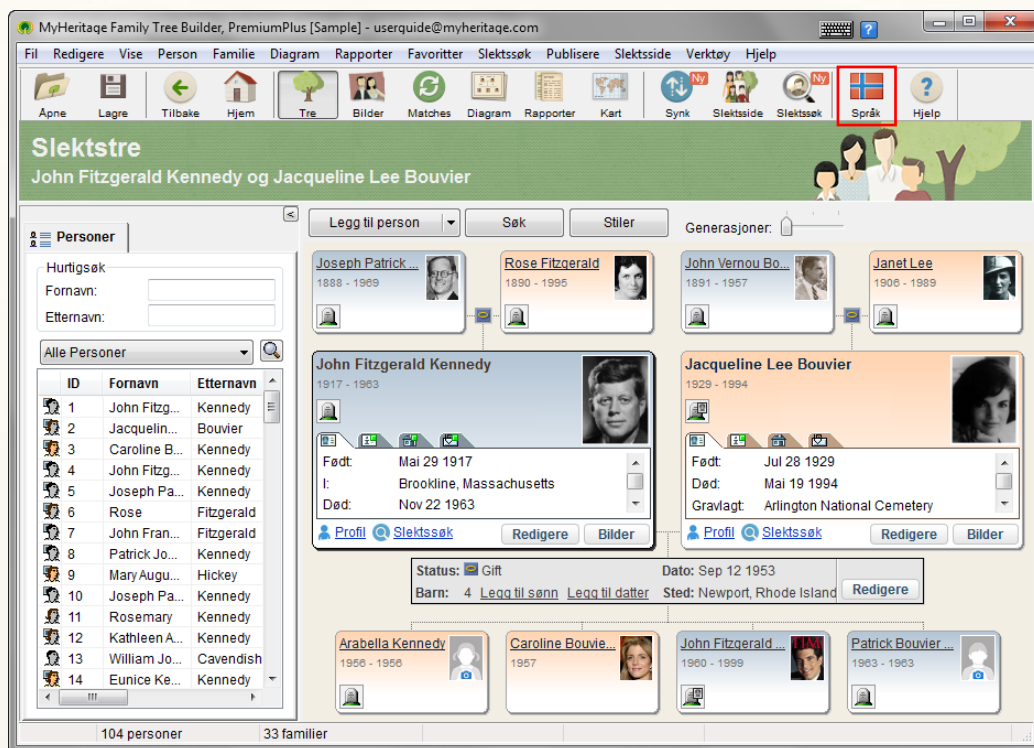 MyHeritage Family Tree Builder, PremiumPlus [Sample] - userguide@myheritage.com
?
Fil Redigere Vise Person Familie Diagram Rapporter Favoritter Slektssøk Publisere Slektsside Verktøy Hjelp
Ny Ny ?
Åpne Lagre Tilbake Hjem Tre Bilder Matches Diagram Rapporter Kart Synk Slektsside Slektssøk Språk Hjelp
Slektstre
John Fitzgerald Kennedy og Jacqueline Lee Bouvier
Personer
Hurtigsøk
Fornavn:
Etternavn:
Alle Personer
ID Fornavn Etternavn
1 John Fitzg... Kennedy
2 Jacquelin... Bouvier
3 Caroline B... Kennedy
4 John Fitzg... Kennedy
5 Joseph Pa... Kennedy
6 Rose Fitzgerald
7 John Fran... Fitzgerald
8 Patrick Jo... Kennedy
9 Mary Augu... Hickey
10 Joseph Pa... Kennedy
11 Rosemary Kennedy
12 Kathleen A... Kennedy
13 William Jo... Cavendish
14 Eunice Ke... Kennedy
Legg til person Søk Stiler Generasjoner:
Joseph Patrick ... Rose Fitzgerald John Vernou Bo... Janet Lee
1888 - 1969 1890 - 1995 1891 - 1957 1906 - 1989
John Fitzgerald Kennedy
1917 - 1963
Født: Mai 29 1917
I: Brookline, Massachusetts
Død: Nov 22 1963
Profil Slektssøk Redigere Bilder
Jacqueline Lee Bouvier
1929 - 1994
Født: Jul 28 1929
Død: Mai 19 1994
Gravlagt: Arlington National Cemetery
Profil Slektssøk Redigere Bilder
Status: Gift Dato: Sep 12 1953
Barn: 4 Legg til sønn Legg til datter Sted: Newport, Rhode Island Redigere
Arabella Kennedy Caroline Bouvie... John Fitzgerald ... Patrick Bouvier ...
1956 - 1956 1957 1960 - 1999 1963 - 1963
TIM
104 personer 33 familier